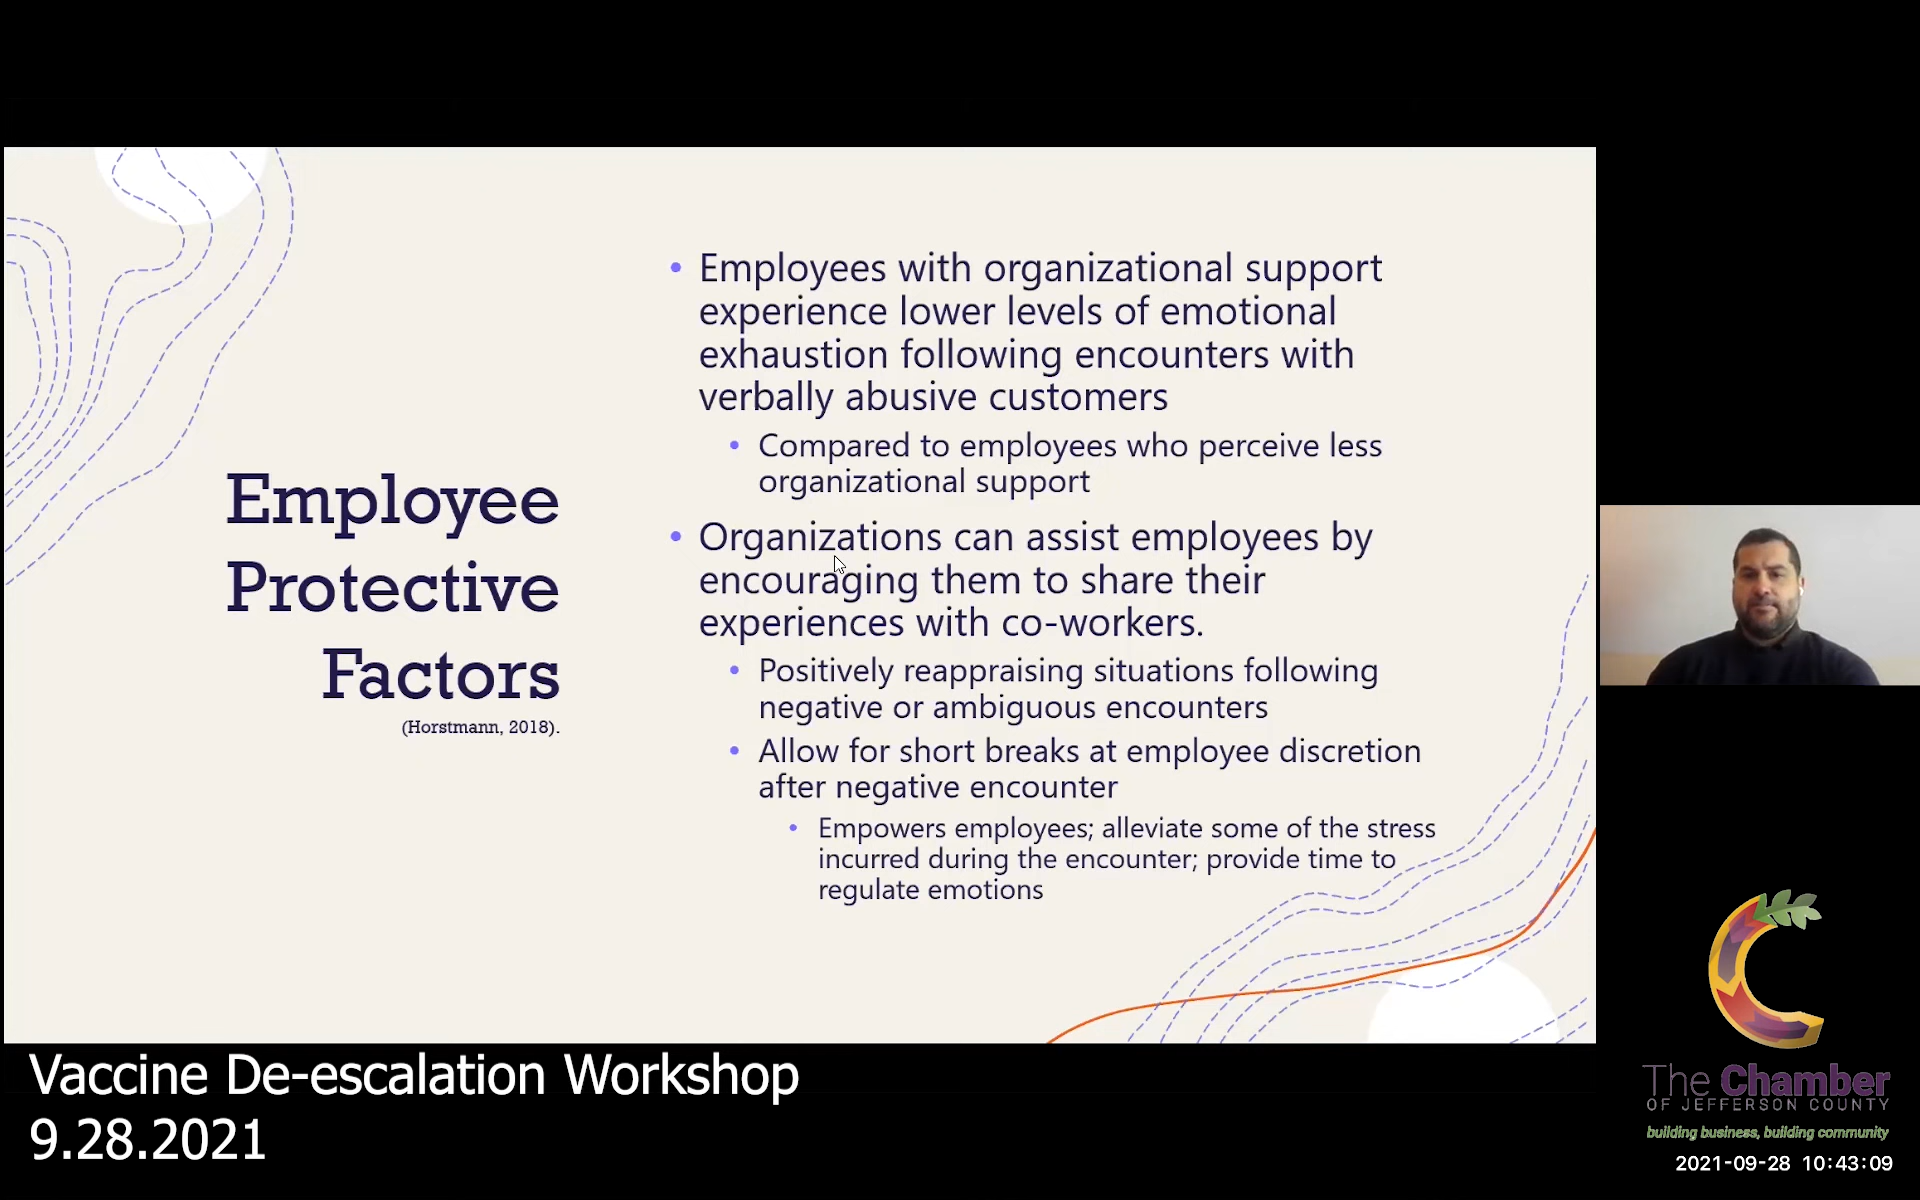 Employee
Protective
Factors
(Horstmann, 2018).
• Employees with organizational support
experience lower levels of emotional
exhaustion following encounters with
verbally abusive customers
• Compared to employees who perceive less
organizational support
• Organizations can assist employees by
encouraging them to share their
experiences with co-workers.
• Positively reappraising situations following
negative or ambiguous encounters
• Allow for short breaks at employee discretion
after negative encounter
• Empowers employees; alleviate some of the stress
incurred during the encounter; provide time to
regulate emotions
Vaccine De-escalation Workshop
9.28.2021
The Chamber
OF JEFFERSON COUNTY
building business, building community
2021-09-28 10:43:09